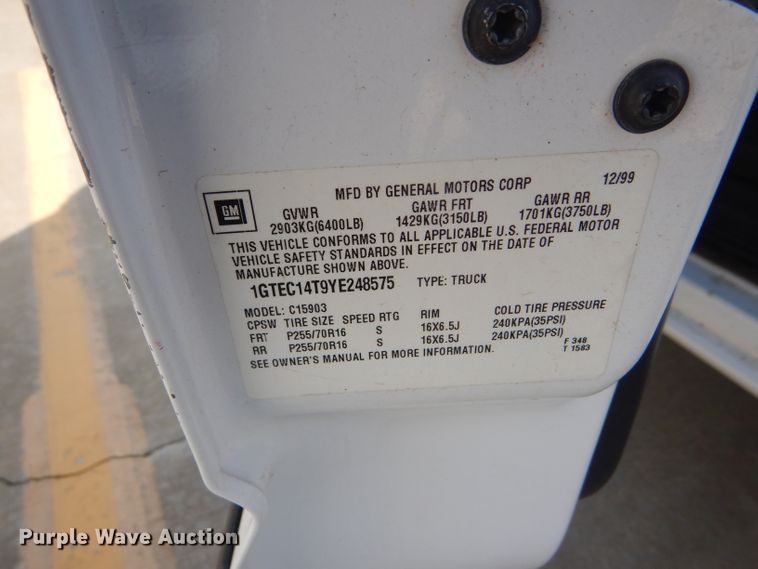 MFD BY GENERAL MOTORS CORP 12/99
GM
GVWR GAWR FRT GAWR RR
2903KG(6400LB) 1429KG(3150LB) 1701KG(3750LB)
THIS VEHICLE CONFORMS TO ALL APPLICABLE U.S. FEDERAL MOTOR
VEHICLE SAFETY STANDARDS IN EFFECT ON THE DATE OF
MANUFACTURE SHOWN ABOVE.
1GTEC14T9YE248575 TYPE: TRUCK
MODEL: C15903
CPSW TIRE SIZE SPEED RTG RIM COLD TIRE PRESSURE
FRT P255/70R16 S 16X6.5J 240KPA(35PSI)
RR P255/70R16 S 16X6.5J 240KPA(35PSI)
SEE OWNER'S MANUAL FOR MORE INFORMATION.
F 348
T 1583
Purple Wave Auction